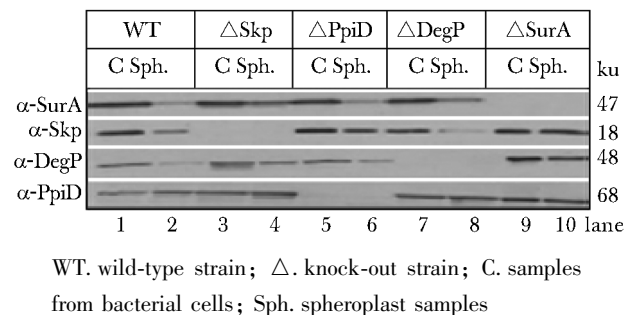 WT △Skp △PpiD △DegP △SurA
C Sph. C Sph. C Sph. C Sph. C Sph. ku
α-SurA 47
α-Skp 18
α-DegP 48
α-PpiD 68
1 2 3 4 5 6 7 8 9 10 lane
WT. wild-type strain; △. knock-out strain; C. samples
from bacterial cells; Sph. spheroplast samples